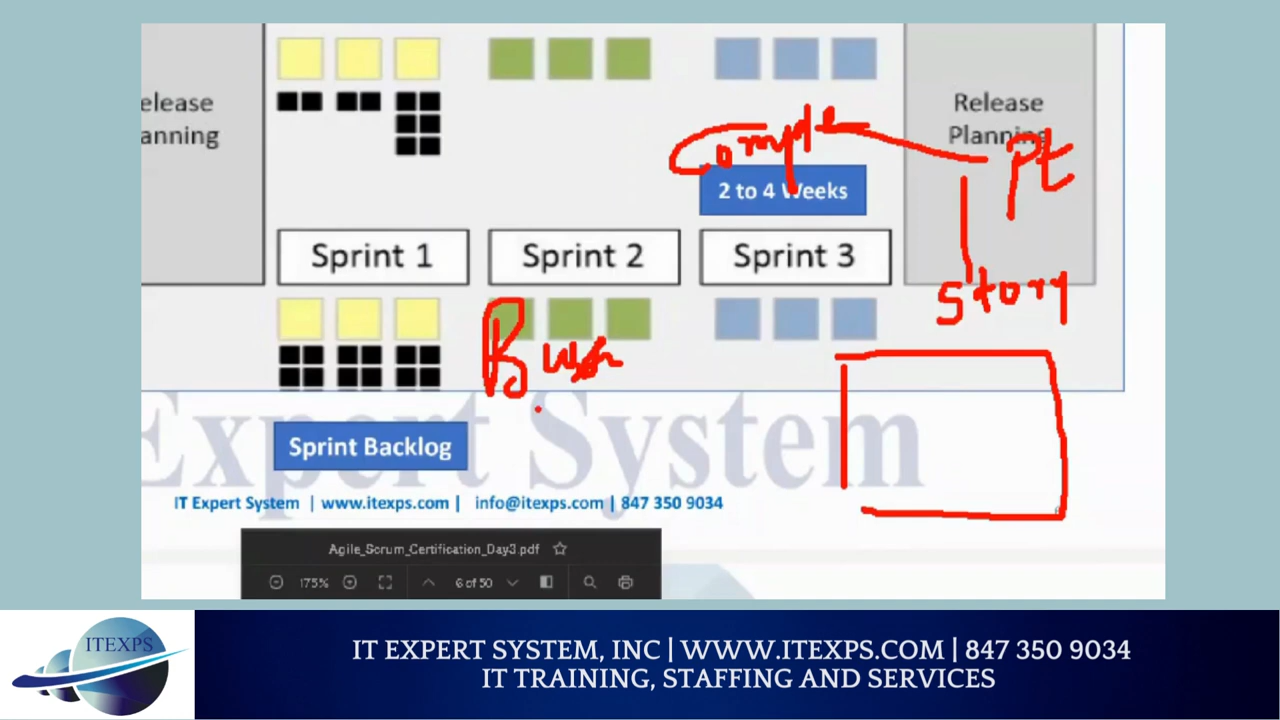 elease
anning
Release
Planning
Comple
Pt
2 to 4 Weeks
Sprint 1
Sprint 2
Sprint 3
Story
Expert System
Sprint Backlog
IT Expert System | www.itexps.com | info@itexps.com | 847 350 9034
6
Agile_Scrum_Certification_Day3.pdf
175%
6 of 50
ITEXPS
IT EXPERT SYSTEM, INC | WWW.ITEXPS.COM | 847 350 9034
IT TRAINING, STAFFING AND SERVICES